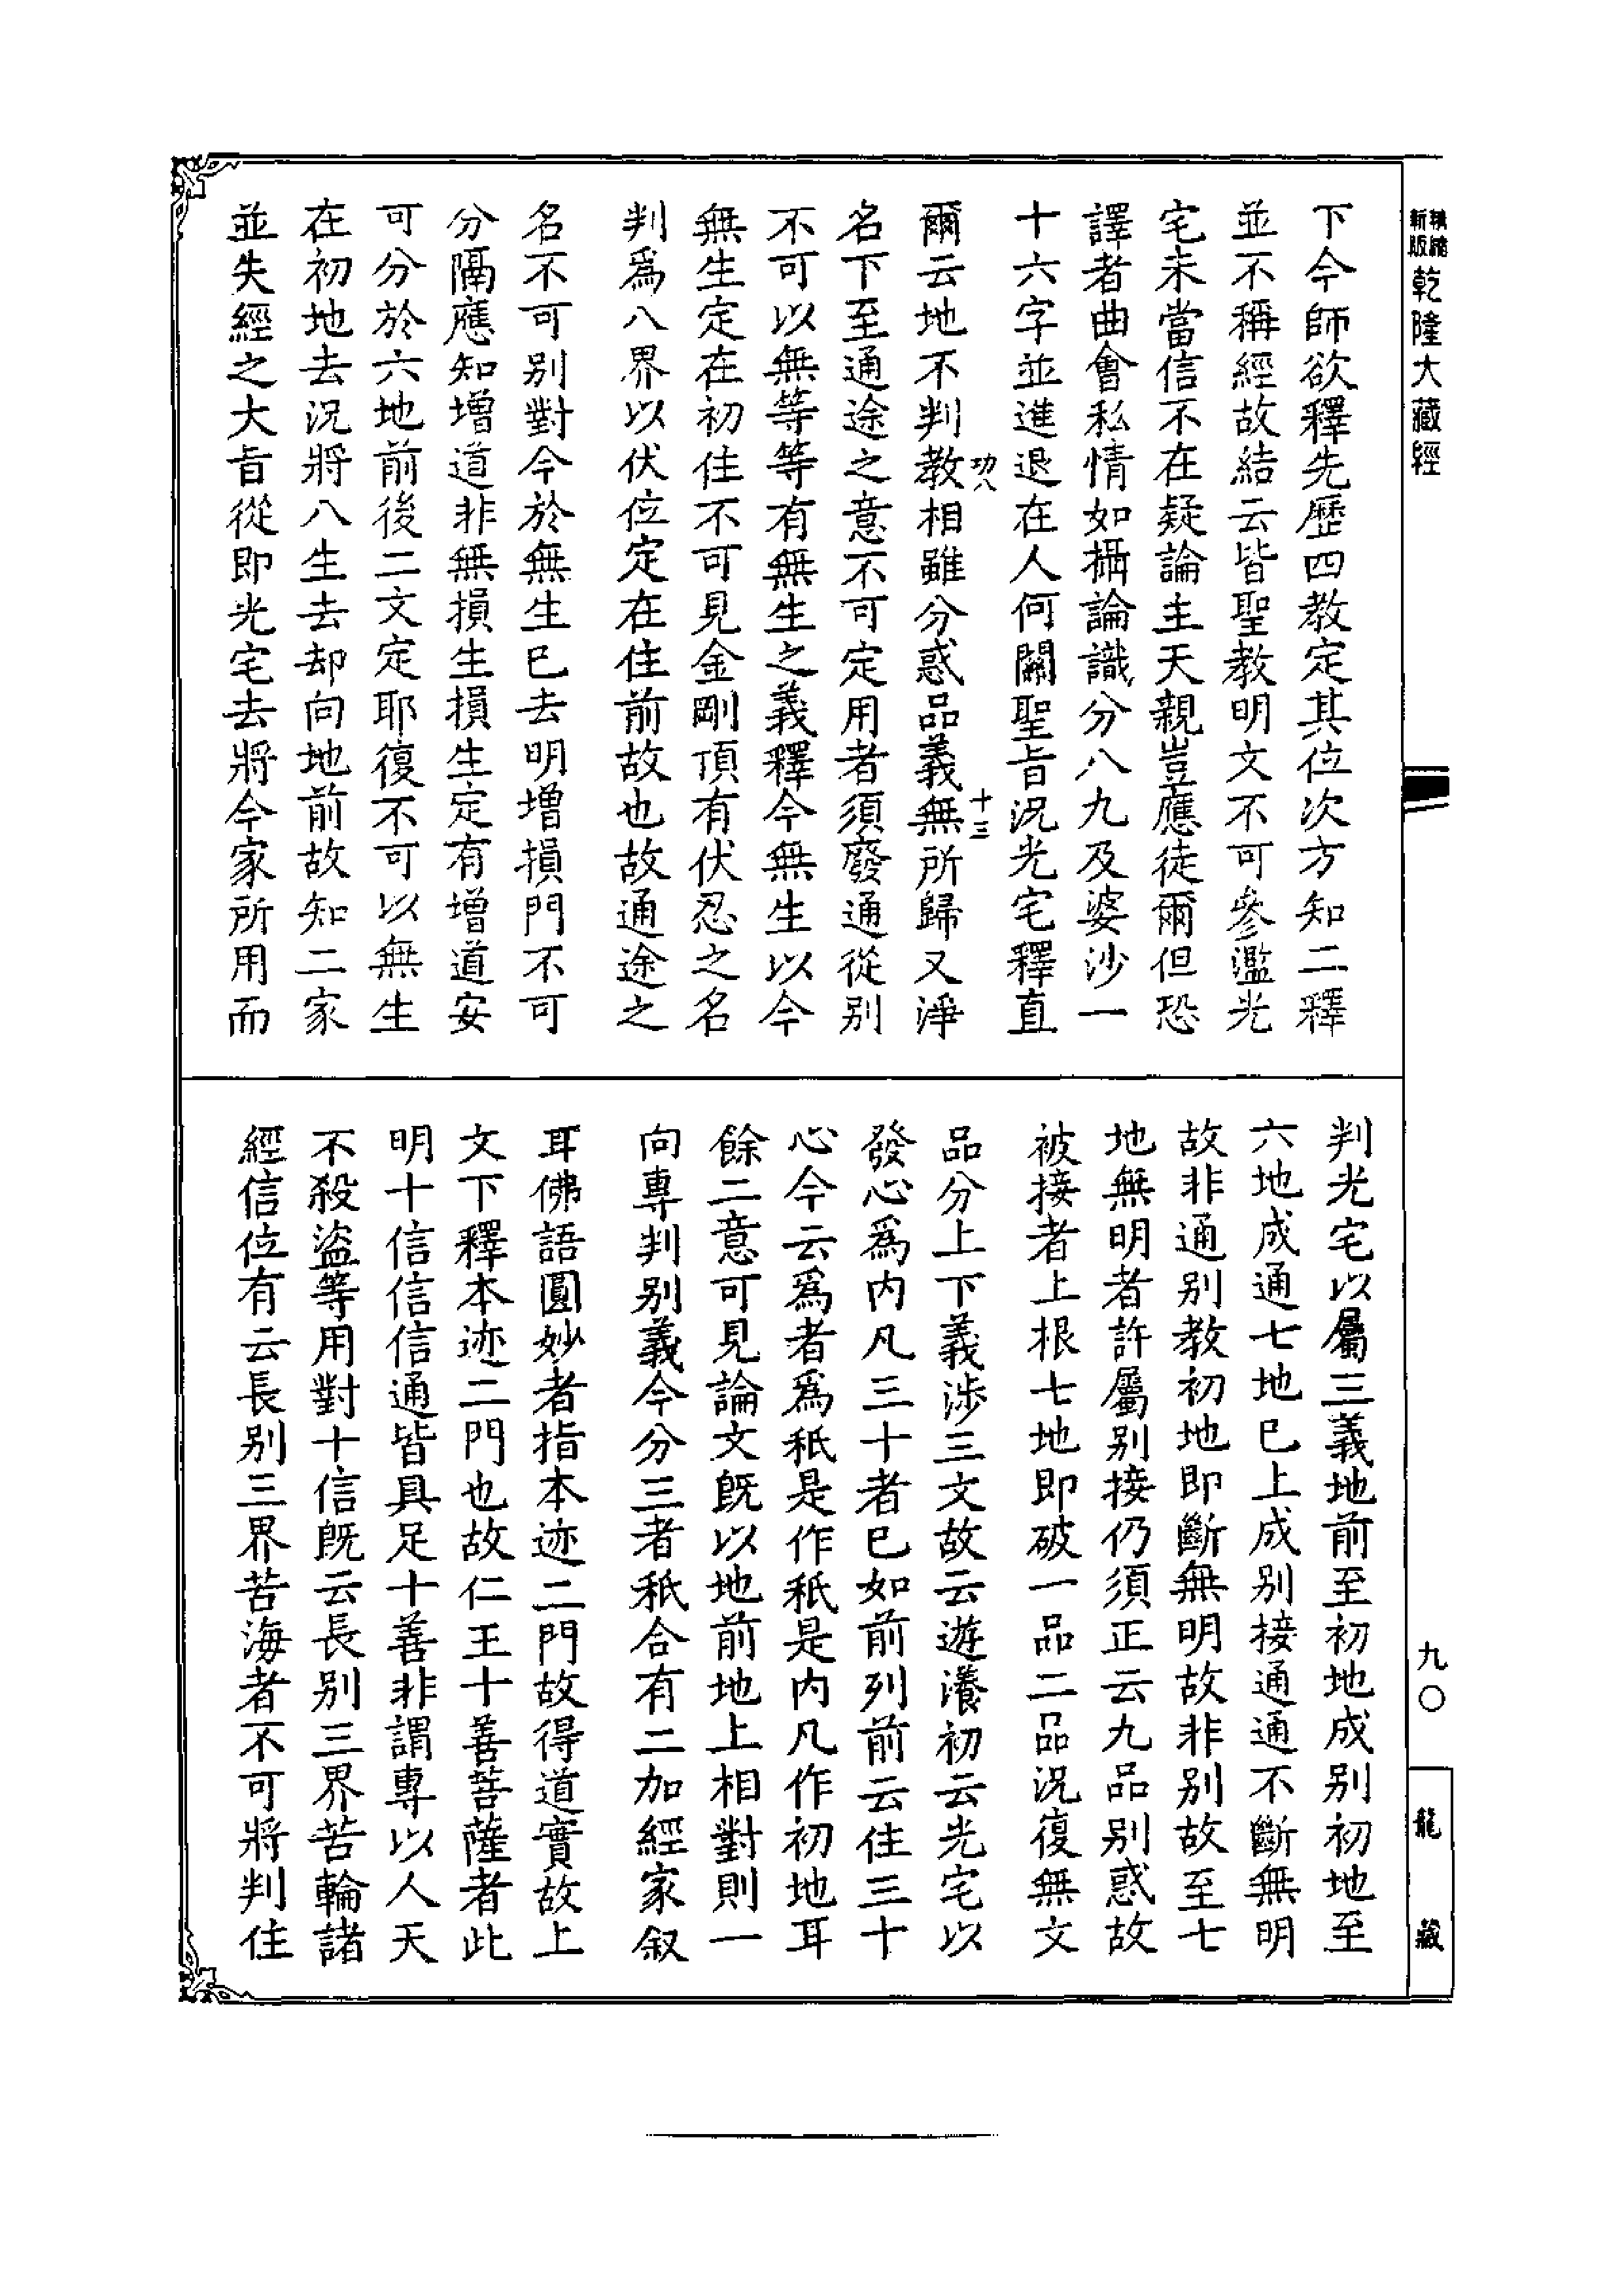 新版精縮乾隆大藏經
下今師欲釋先歷四教定其位次方知二釋
並不稱經故結云皆聖教明文不可參濫光
宅未當信不在疑論主天親豈應徒爾但恐
譯者曲會私情如攝論識分八九及婆沙一
十六字並進退在人何關聖旨況光宅釋直
爾云地不判教相雖分惑品義無所歸又淨
功八
十三
名下至通途之意不可定用者須廢通從別
不可以無等等有無生之義釋今無生以今
無生定在初住不可見金剛頂有伏忍之名
判爲八界以伏位定在住前故也故通途之
名不可別對今於無生已去明增損門不可
分隔應知增道非無損生損生定有增道安
可分於六地前後二文定耶復不可以無生
在初地去況將八生去却向地前故知二家
並失經之大旨從即光宅去將今家所用而
判光宅以屬三義地前至初地成別初地至
六地成通七地已上成別接通通不斷無明
故非通別教初地即斷無明故非別故至七
地無明者許屬別接仍須正云九品別惑故
被接者上根七地即破一品二品況復無文
品分上下義涉三文故云遊漾初云光宅以
發心爲內凡三十者已如前列前云住三十
心今云爲者爲秖是作秖是內凡作初地耳
餘二意可見論文既以地前地上相對則一
向專判別義今分三者秖合有二加經家叙
耳佛語圓妙者指本迹二門故得道實故上
文下釋本迹二門也故仁王十善菩薩者此
明十信信信通皆具足十善非謂專以人天
不殺盜等用對十信既云長別三界苦輪諸
經信位有云長別三界苦海者不可將判住
九〇
龍藏